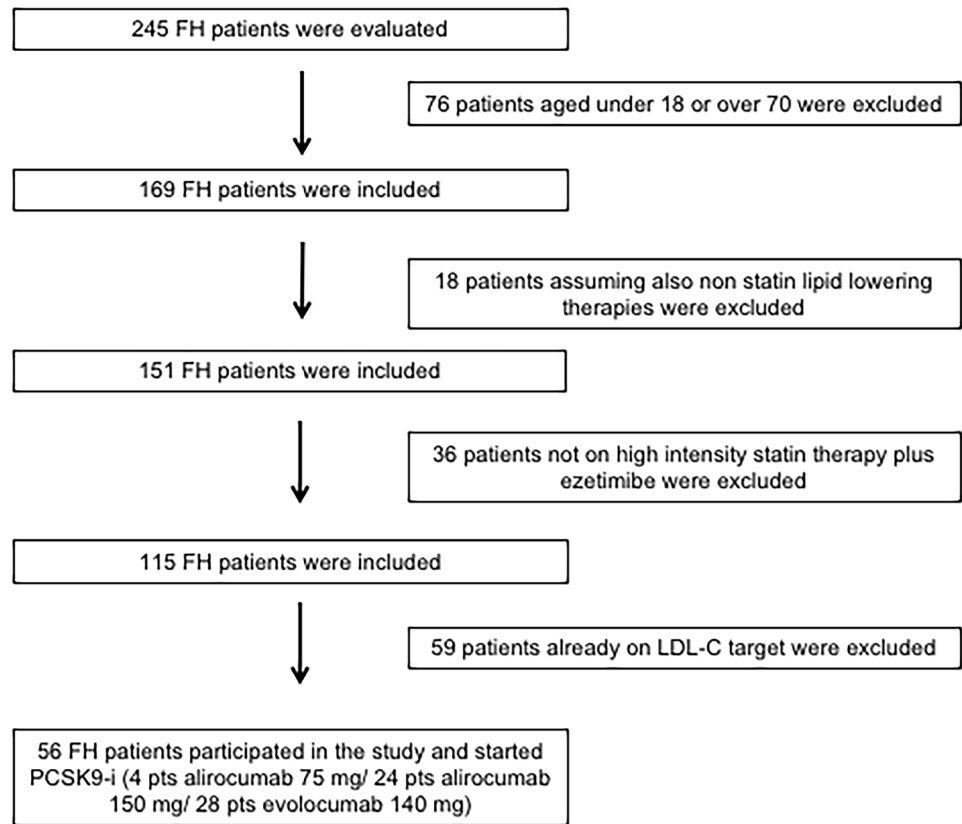 245 FH patients were evaluated
76 patients aged under 18 or over 70 were excluded
169 FH patients were included
18 patients assuming also non statin lipid lowering
therapies were excluded
151 FH patients were included
36 patients not on high intensity statin therapy plus
ezetimibe were excluded
115 FH patients were included
59 patients already on LDL-C target were excluded
56 FH patients participated in the study and started
PCSK9-i (4 pts alirocumab 75 mg/ 24 pts alirocumab
150 mg/ 28 pts evolocumab 140 mg)